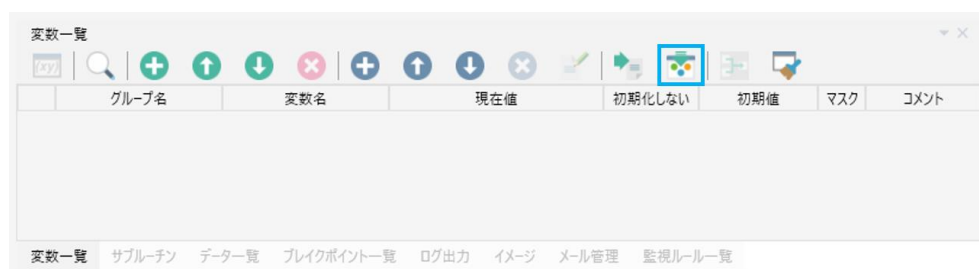 変数一覧
{xy}
グループ名 変数名 現在値 初期化しない 初期値 マスク コメント
変数一覧 サブルーチン データ一覧 ブレイクポイント一覧 ログ出力 イメージ メール管理 監視ルール一覧